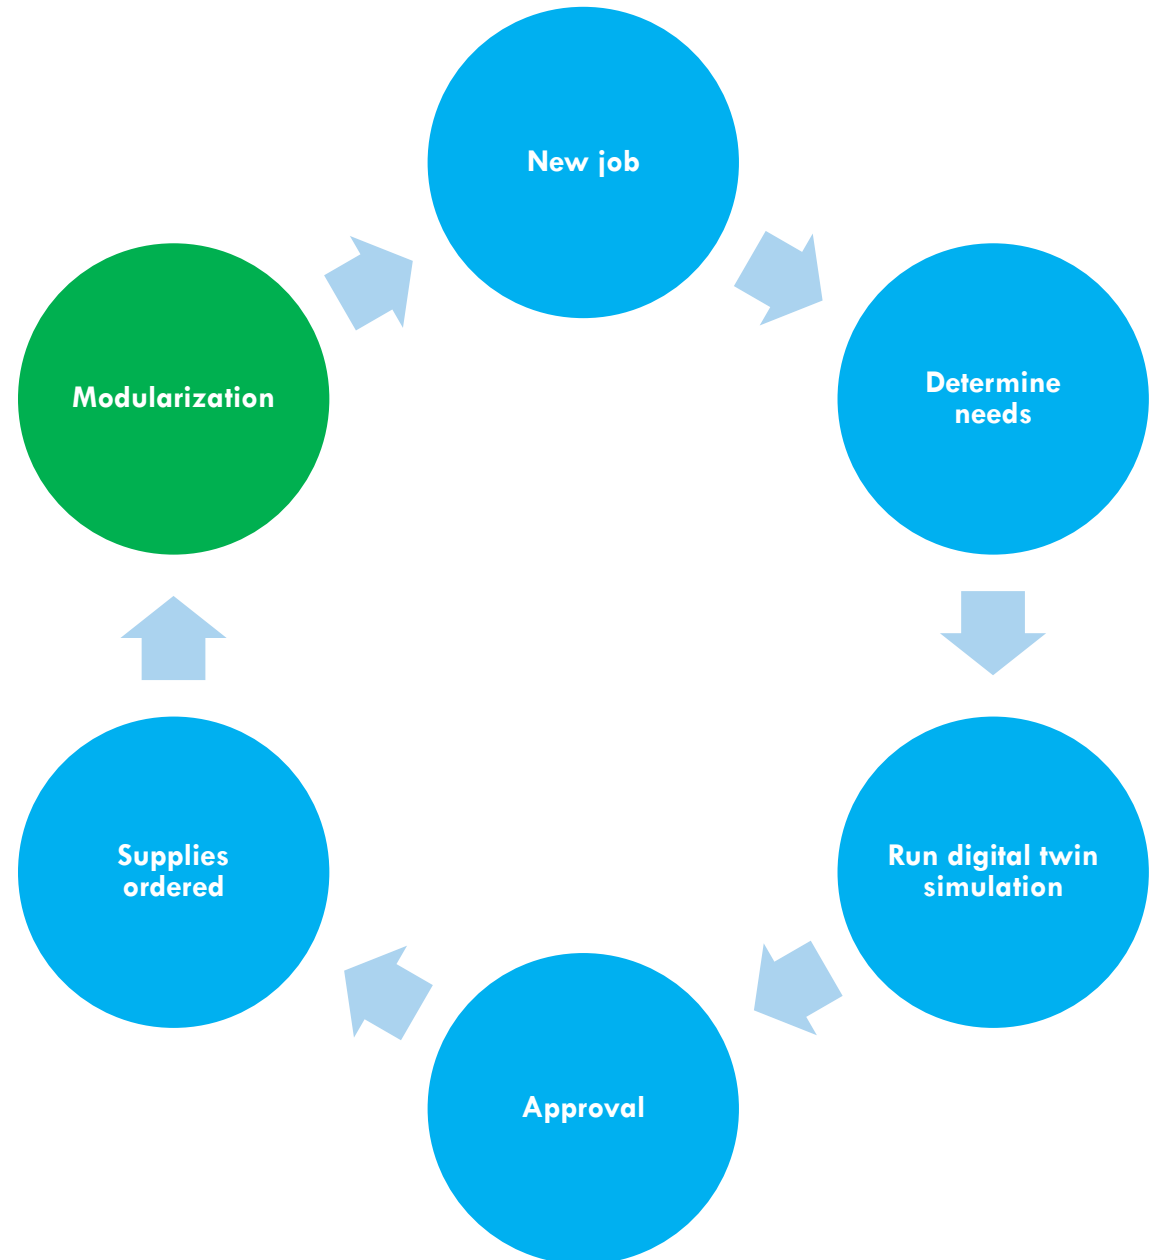 New job
Determine
needs
Run digital twin
simulation
Approval
Supplies
ordered
Modularization